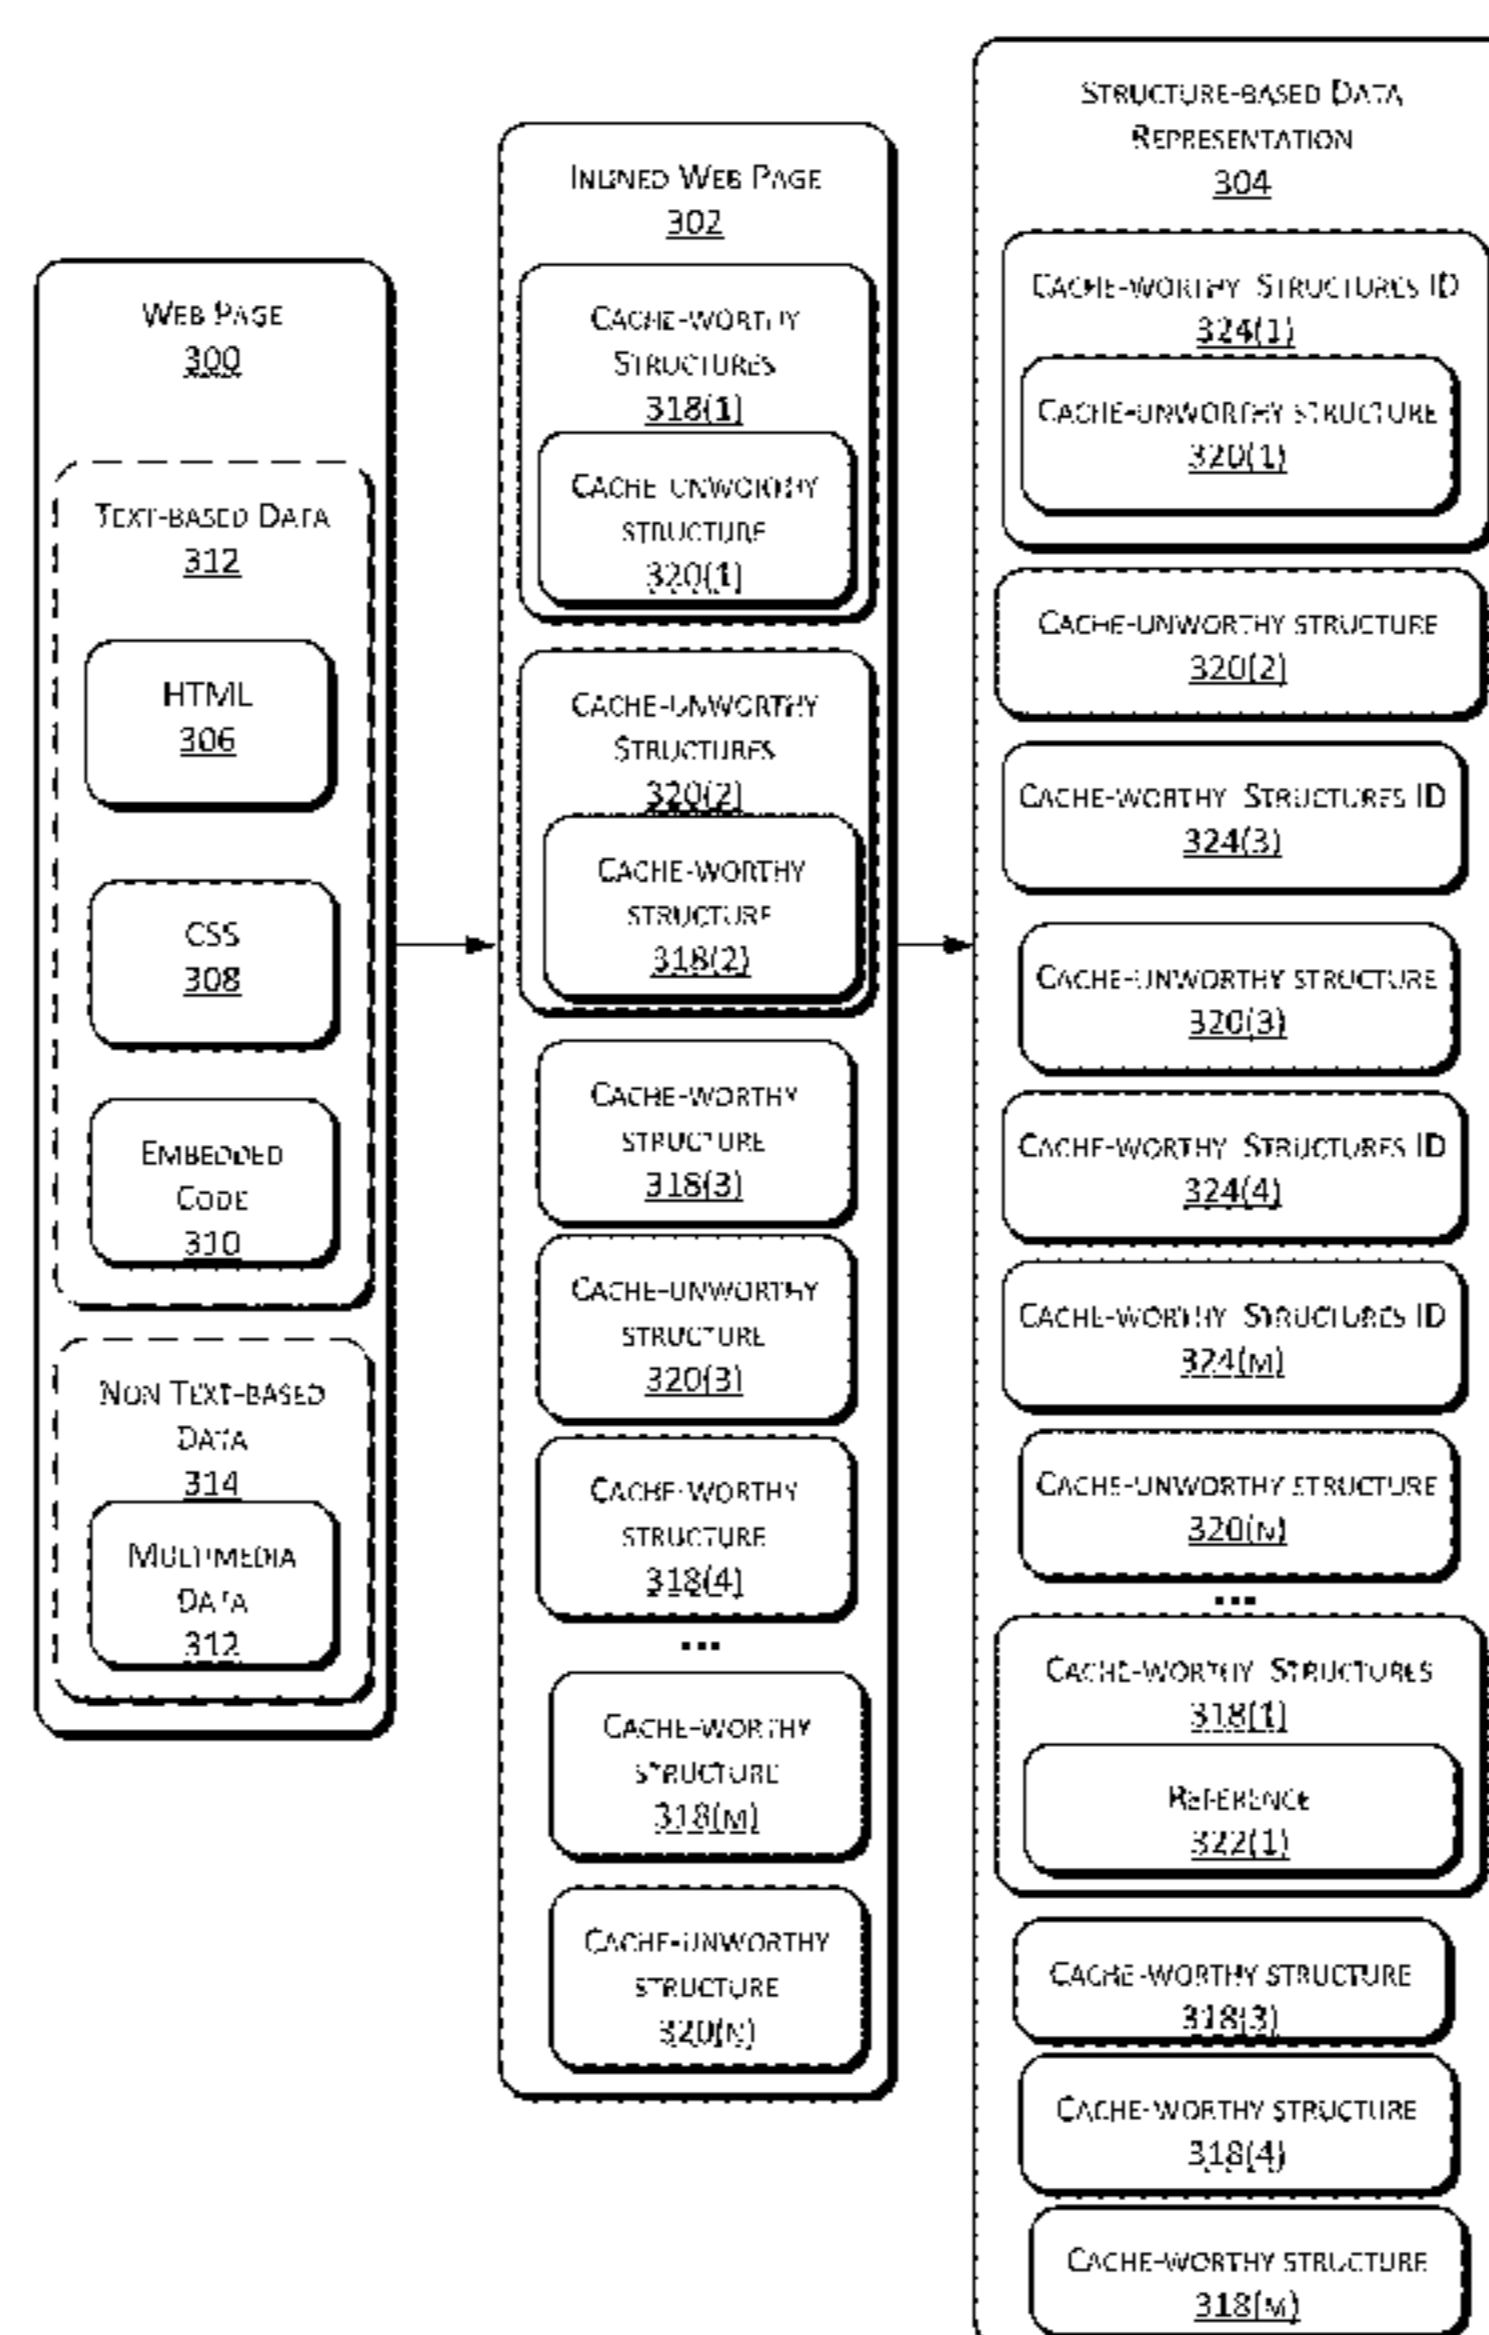 WEB PAGE
300
TEXT-BASED DATA
312
HTML
306
CSS
308
EMBEDDED
CODE
310
NON TEXT-BASED
DATA
314
MULTIMEDIA
DATA
312
INLINED WEB PAGE
302
CACHE-WORTHY
STRUCTURES
318(1)
CACHE-UNWORTHY
STRUCTURE
320(1)
CACHE-UNWORTHY
STRUCTURES
320(2)
CACHE-WORTHY
STRUCTURE
318(2)
CACHE-WORTHY
STRUCTURE
318(3)
CACHE-UNWORTHY
STRUCTURE
320(3)
CACHE-WORTHY
STRUCTURE
318(4)
...
CACHE-WORTHY
STRUCTURE
318(M)
CACHE-UNWORTHY
STRUCTURE
320(N)
STRUCTURE-BASED DATA
REPRESENTATION
304
CACHE-WORTHY STRUCTURES ID
324(1)
CACHE-UNWORTHY STRUCTURE
320(1)
CACHE-UNWORTHY STRUCTURE
320(2)
CACHE-WORTHY STRUCTURES ID
324(3)
CACHE-UNWORTHY STRUCTURE
320(3)
CACHE-WORTHY STRUCTURES ID
324(4)
CACHE-WORTHY STRUCTURES ID
324(M)
CACHE-UNWORTHY STRUCTURE
320(N)
...
CACHE-WORTHY STRUCTURES
318(1)
REFERENCE
322(1)
CACHE-WORTHY STRUCTURE
318(3)
CACHE-WORTHY STRUCTURE
318(4)
CACHE-WORTHY STRUCTURE
318(M)